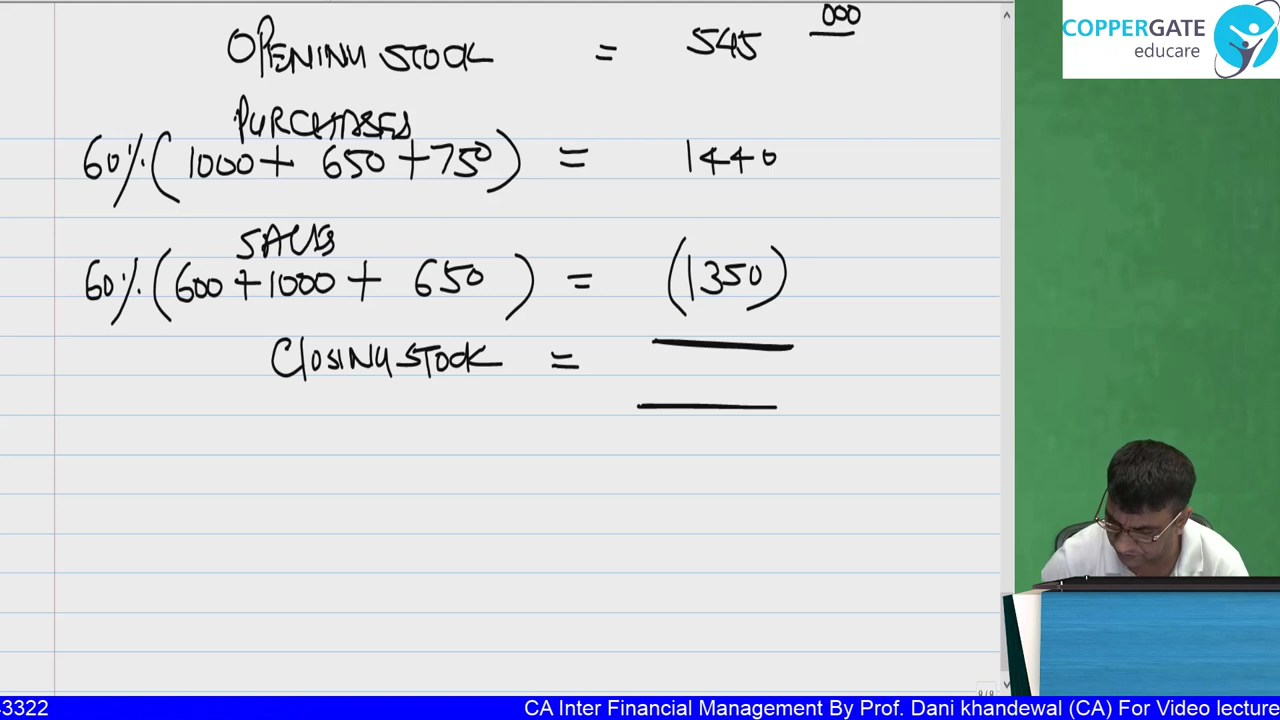 000
OPENING STOCK = 545
PURCHASES
60% (1000 + 650 + 750) = 1440
SALES
60% (600 + 1000 + 650) = (1350)
CLOSING STOCK =
COPPERGATE
educare
3322
CA Inter Financial Management By Prof. Dani khandewal (CA) For Video lecture